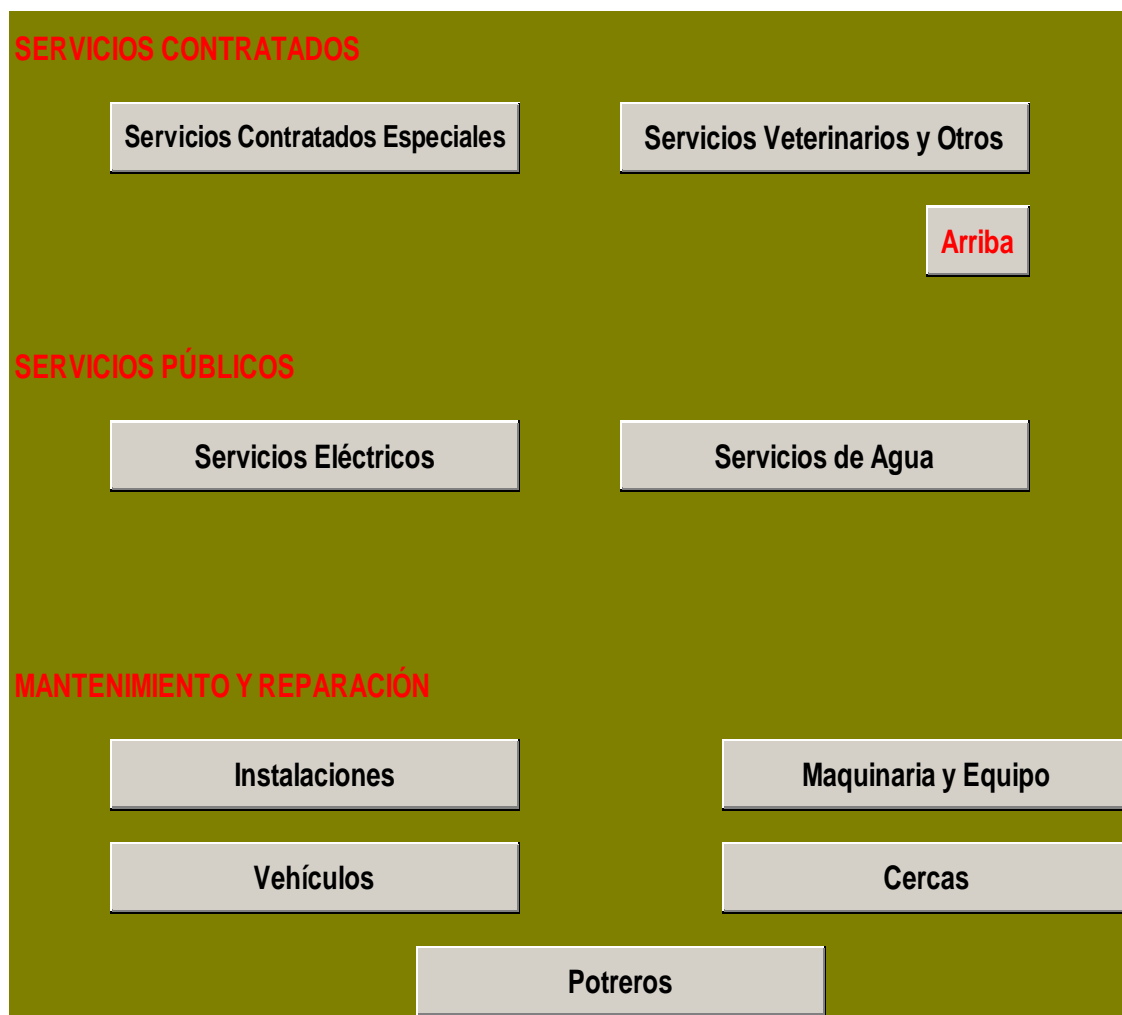 SERVICIOS CONTRATADOS
Servicios Contratados Especiales
Servicios Veterinarios y Otros
Arriba
SERVICIOS PÚBLICOS
Servicios Eléctricos
Servicios de Agua
MANTENIMIENTO Y REPARACIÓN
Instalaciones
Maquinaria y Equipo
Vehículos
Cercas
Potreros